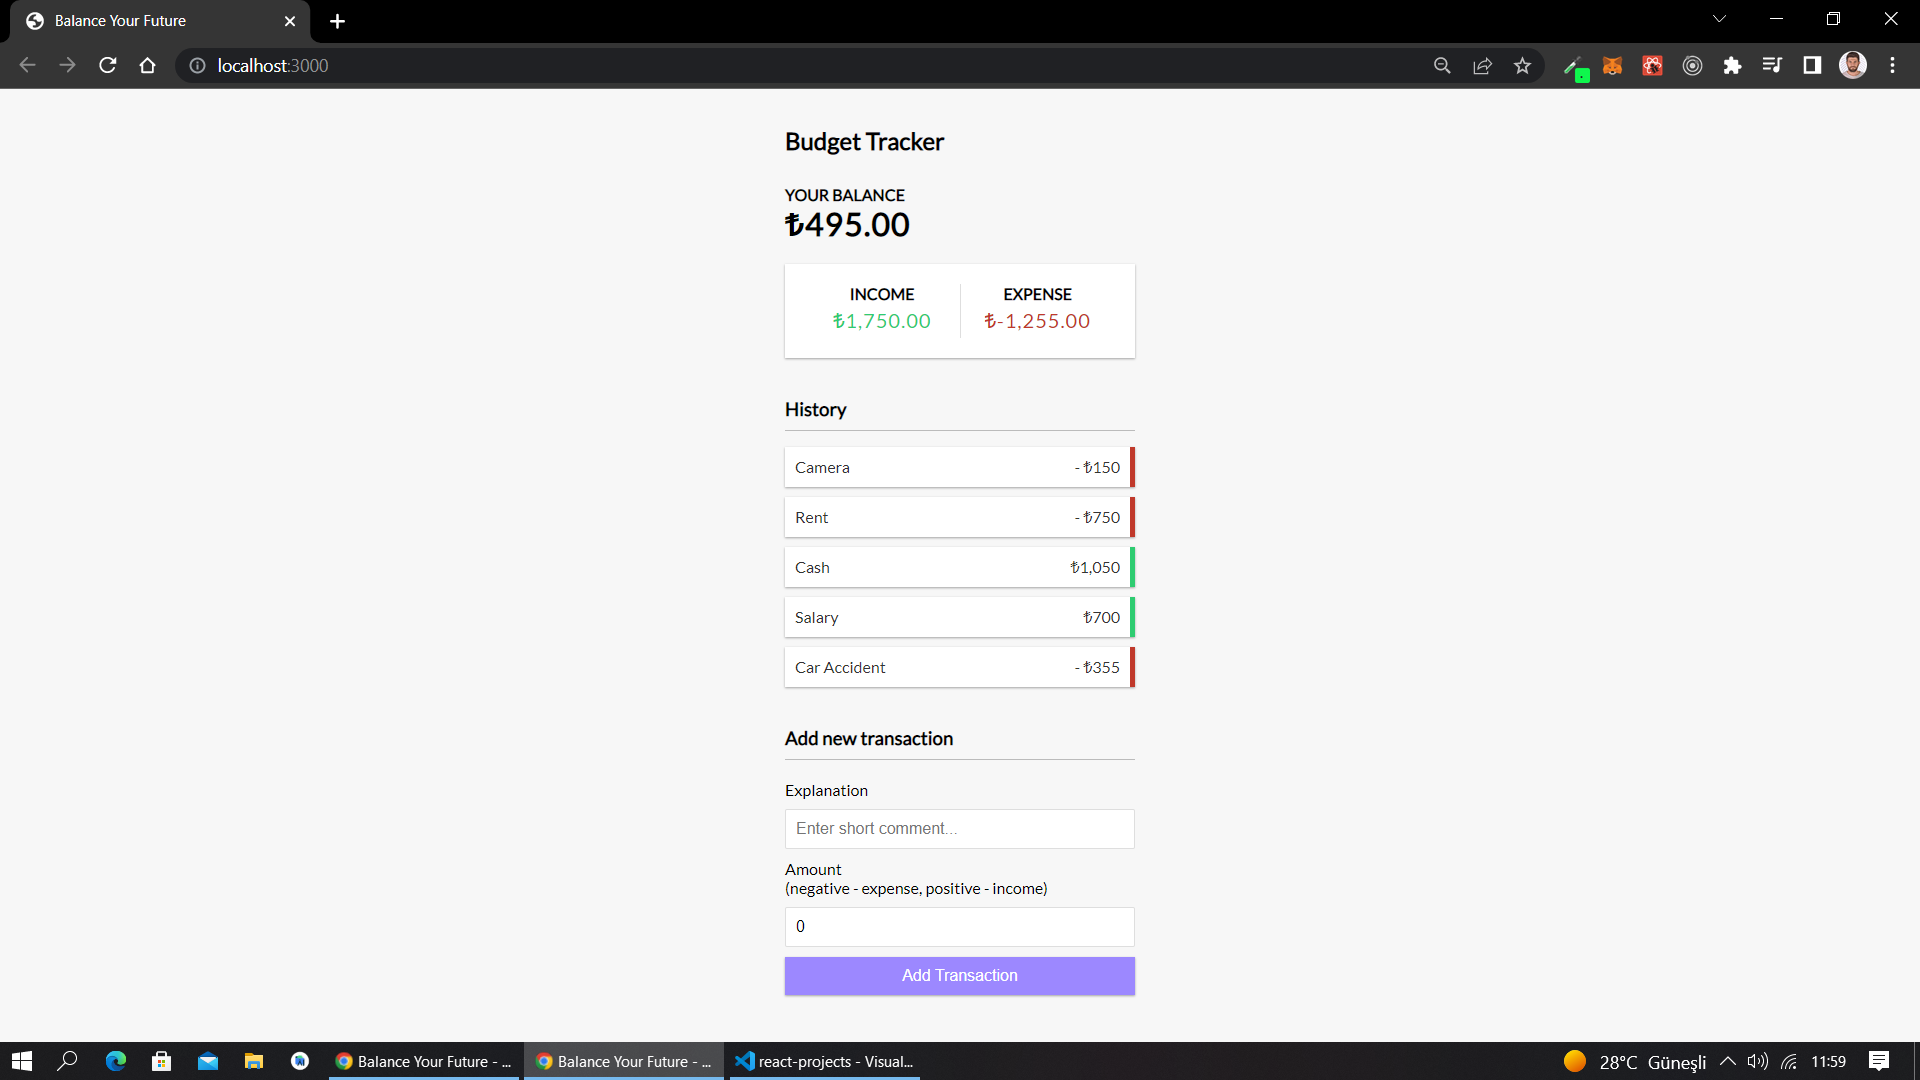 Balance Your Future
localhost:3000
Budget Tracker
YOUR BALANCE
₺495.00
INCOME
EXPENSE
₺1,750.00
₺-1,255.00
History
Camera
- ₺150
Rent
- ₺750
Cash
₺1,050
Salary
₺700
Car Accident
- ₺355
Add new transaction
Explanation
Enter short comment...
Amount
(negative - expense, positive - income)
0
Add Transaction
Balance Your Future - ...
Balance Your Future - ...
react-projects - Visual...
28°C Güneşli
11:59